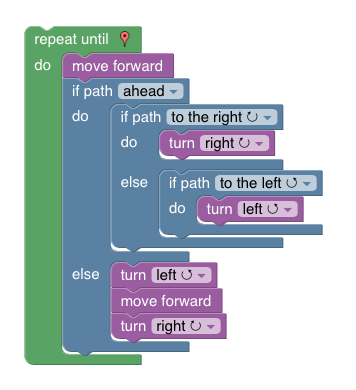 repeat until
do move forward
if path ahead
do if path to the right ↻
do turn right ↻
else if path to the left ↺
do turn left ↺
else turn left ↺
move forward
turn right ↻